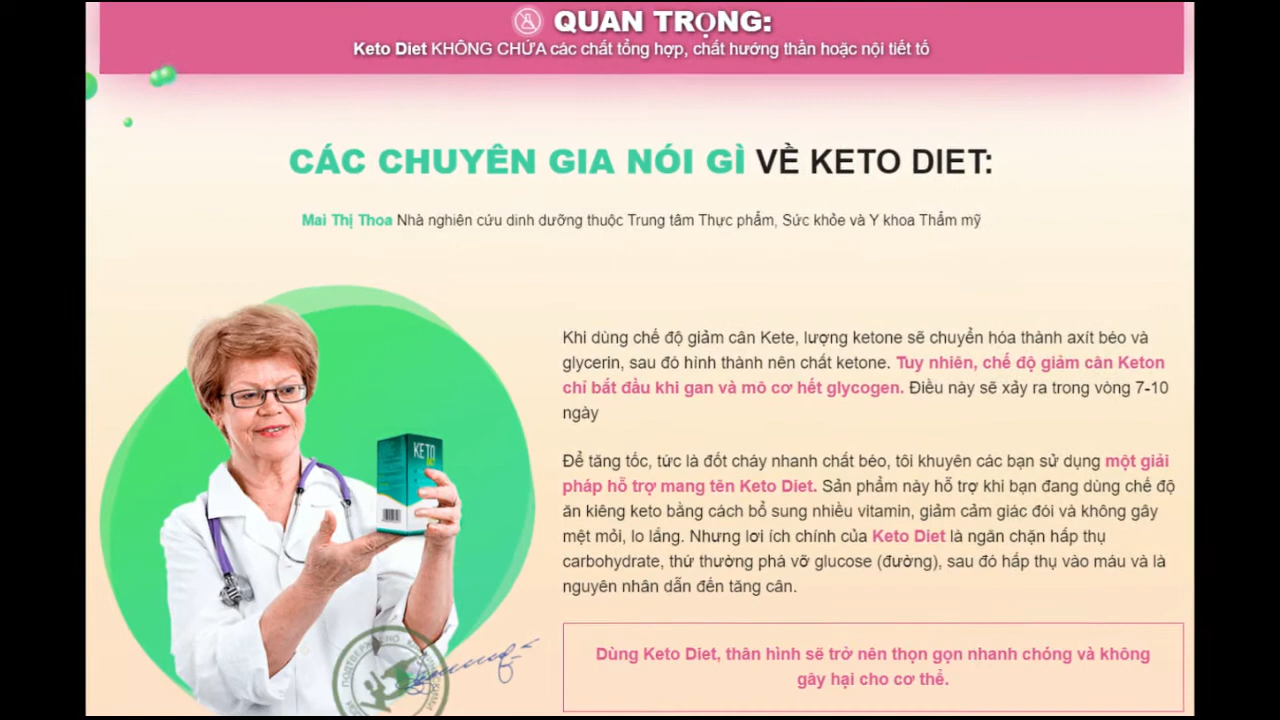 QUAN TRỌNG:
Keto Diet KHÔNG CHỨA các chất tổng hợp, chất hướng thần hoặc nội tiết tố
CÁC CHUYÊN GIA NÓI GÌ VỀ KETO DIET:
Mai Thị Thoa Nhà nghiên cứu dinh dưỡng thuộc Trung tâm Thực phẩm, Sức khỏe và Y khoa Thẩm mỹ
Khi dùng chế độ giảm cân Kete, lượng ketone sẽ chuyển hóa thành axít béo và
glycerin, sau đó hình thành nên chất ketone. Tuy nhiên, chế độ giảm cân Keton
chỉ bắt đầu khi gan và mô cơ hết glycogen. Điều này sẽ xảy ra trong vòng 7-10
ngày
KETO
Để tăng tốc, tức là đốt cháy nhanh chất béo, tôi khuyên các bạn sử dụng một giải
pháp hỗ trợ mang tên Keto Diet. Sản phẩm này hỗ trợ khi bạn đang dùng chế độ
ăn kiêng keto bằng cách bổ sung nhiều vitamin, giảm cảm giác đói và không gây
mệt mỏi, lo lắng. Nhưng lợi ích chính của Keto Diet là ngăn chặn hấp thụ
carbohydrate, thứ thường phá vỡ glucose (đường), sau đó hấp thụ vào máu và là
nguyên nhân dẫn đến tăng cân.
Dùng Keto Diet, thân hình sẽ trở nên thọn gọn nhanh chóng và không
gây hại cho cơ thể.